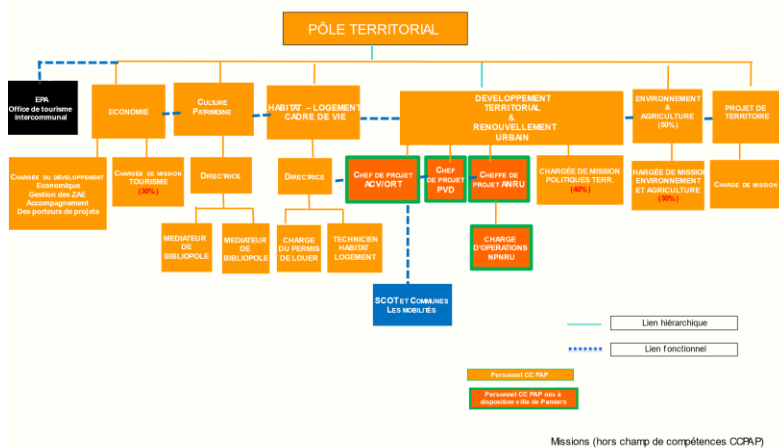 PÔLE TERRITORIAL
EPA
Office de tourisme
intercommunal
ECONOMIE
CULTURE
PATRIMOINE
HABITAT – LOGEMENT
CADRE DE VIE
DEVELOPPEMENT
TERRITORIAL
&
RENOUVELLEMENT
URBAIN
ENVIRONNEMENT
&
AGRICULTURE
(50%)
PROJET DE
TERRITOIRE
CHARGÉE DU DÉVELOPPEMENT
Economique
Gestion des ZAE
Accompagnement
Des porteurs de projets
CHARGÉE DE MISSION
TOURISME
(30%)
DIRECTRICE
DIRECTRICE
CHEF DE PROJET
ACV/ORT
CHEF
DE PROJET
PVD
CHEFFE
DE PROJET ANRU
CHARGÉE DE MISSION
POLITIQUES TERR.
(40%)
HARGÉE DE MISSION
ENVIRONNEMENT
ET AGRICULTURE
(30%)
CHARGE DE MISSION
MEDIATEUR
DE
BIBLIOPOLE
MEDIATEUR
DE
BIBLIOPOLE
CHARGE
DU PERMIS
DE LOUER
TECHNICIEN
HABITAT
LOGEMENT
CHARGE
D'OPERATIONS
NPNRU
SCOT ET COMMUNES
LES MOBILITÉS
Lien hiérarchique
Lien fonctionnel
Personnel CC PAP
Personnel CC PAP mis à
disposition ville de Pamiers
Missions (hors champ de compétences CCPAP)